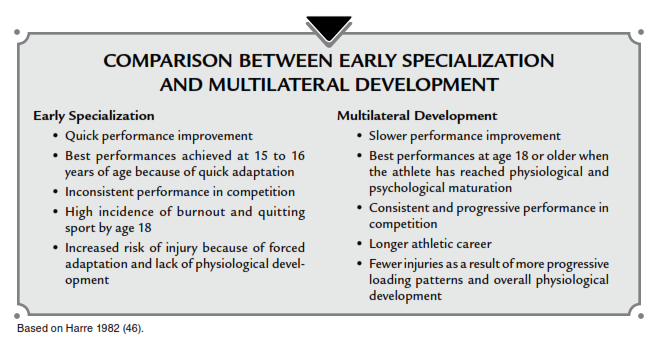 COMPARISON BETWEEN EARLY SPECIALIZATION
AND MULTILATERAL DEVELOPMENT
Early Specialization
• Quick performance improvement
• Best performances achieved at 15 to 16
years of age because of quick adaptation
• Inconsistent performance in competition
• High incidence of burnout and quitting
sport by age 18
• Increased risk of injury because of forced
adaptation and lack of physiological devel-
opment
Multilateral Development
• Slower performance improvement
• Best performances at age 18 or older when
the athlete has reached physiological and
psychological maturation
• Consistent and progressive performance in
competition
• Longer athletic career
• Fewer injuries as a result of more progressive
loading patterns and overall physiological
development
Based on Harre 1982 (46).